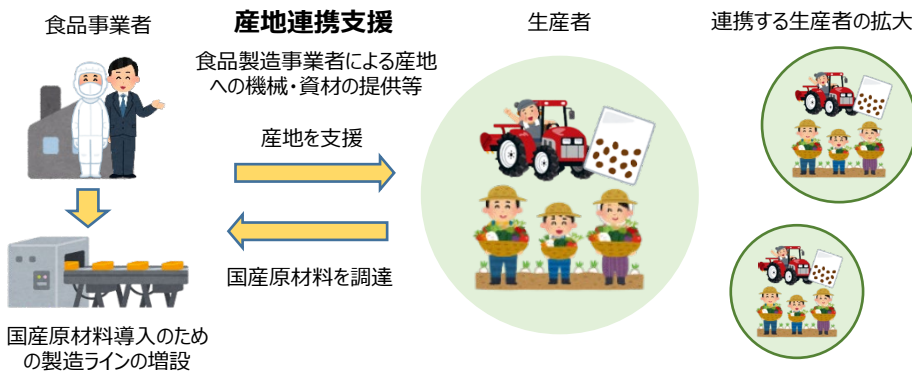 食品事業者
産地連携支援
食品製造事業者による産地
への機械・資材の提供等
産地を支援
国産原材料を調達
生産者
連携する生産者の拡大
国産原材料導入のため
の製造ラインの増設